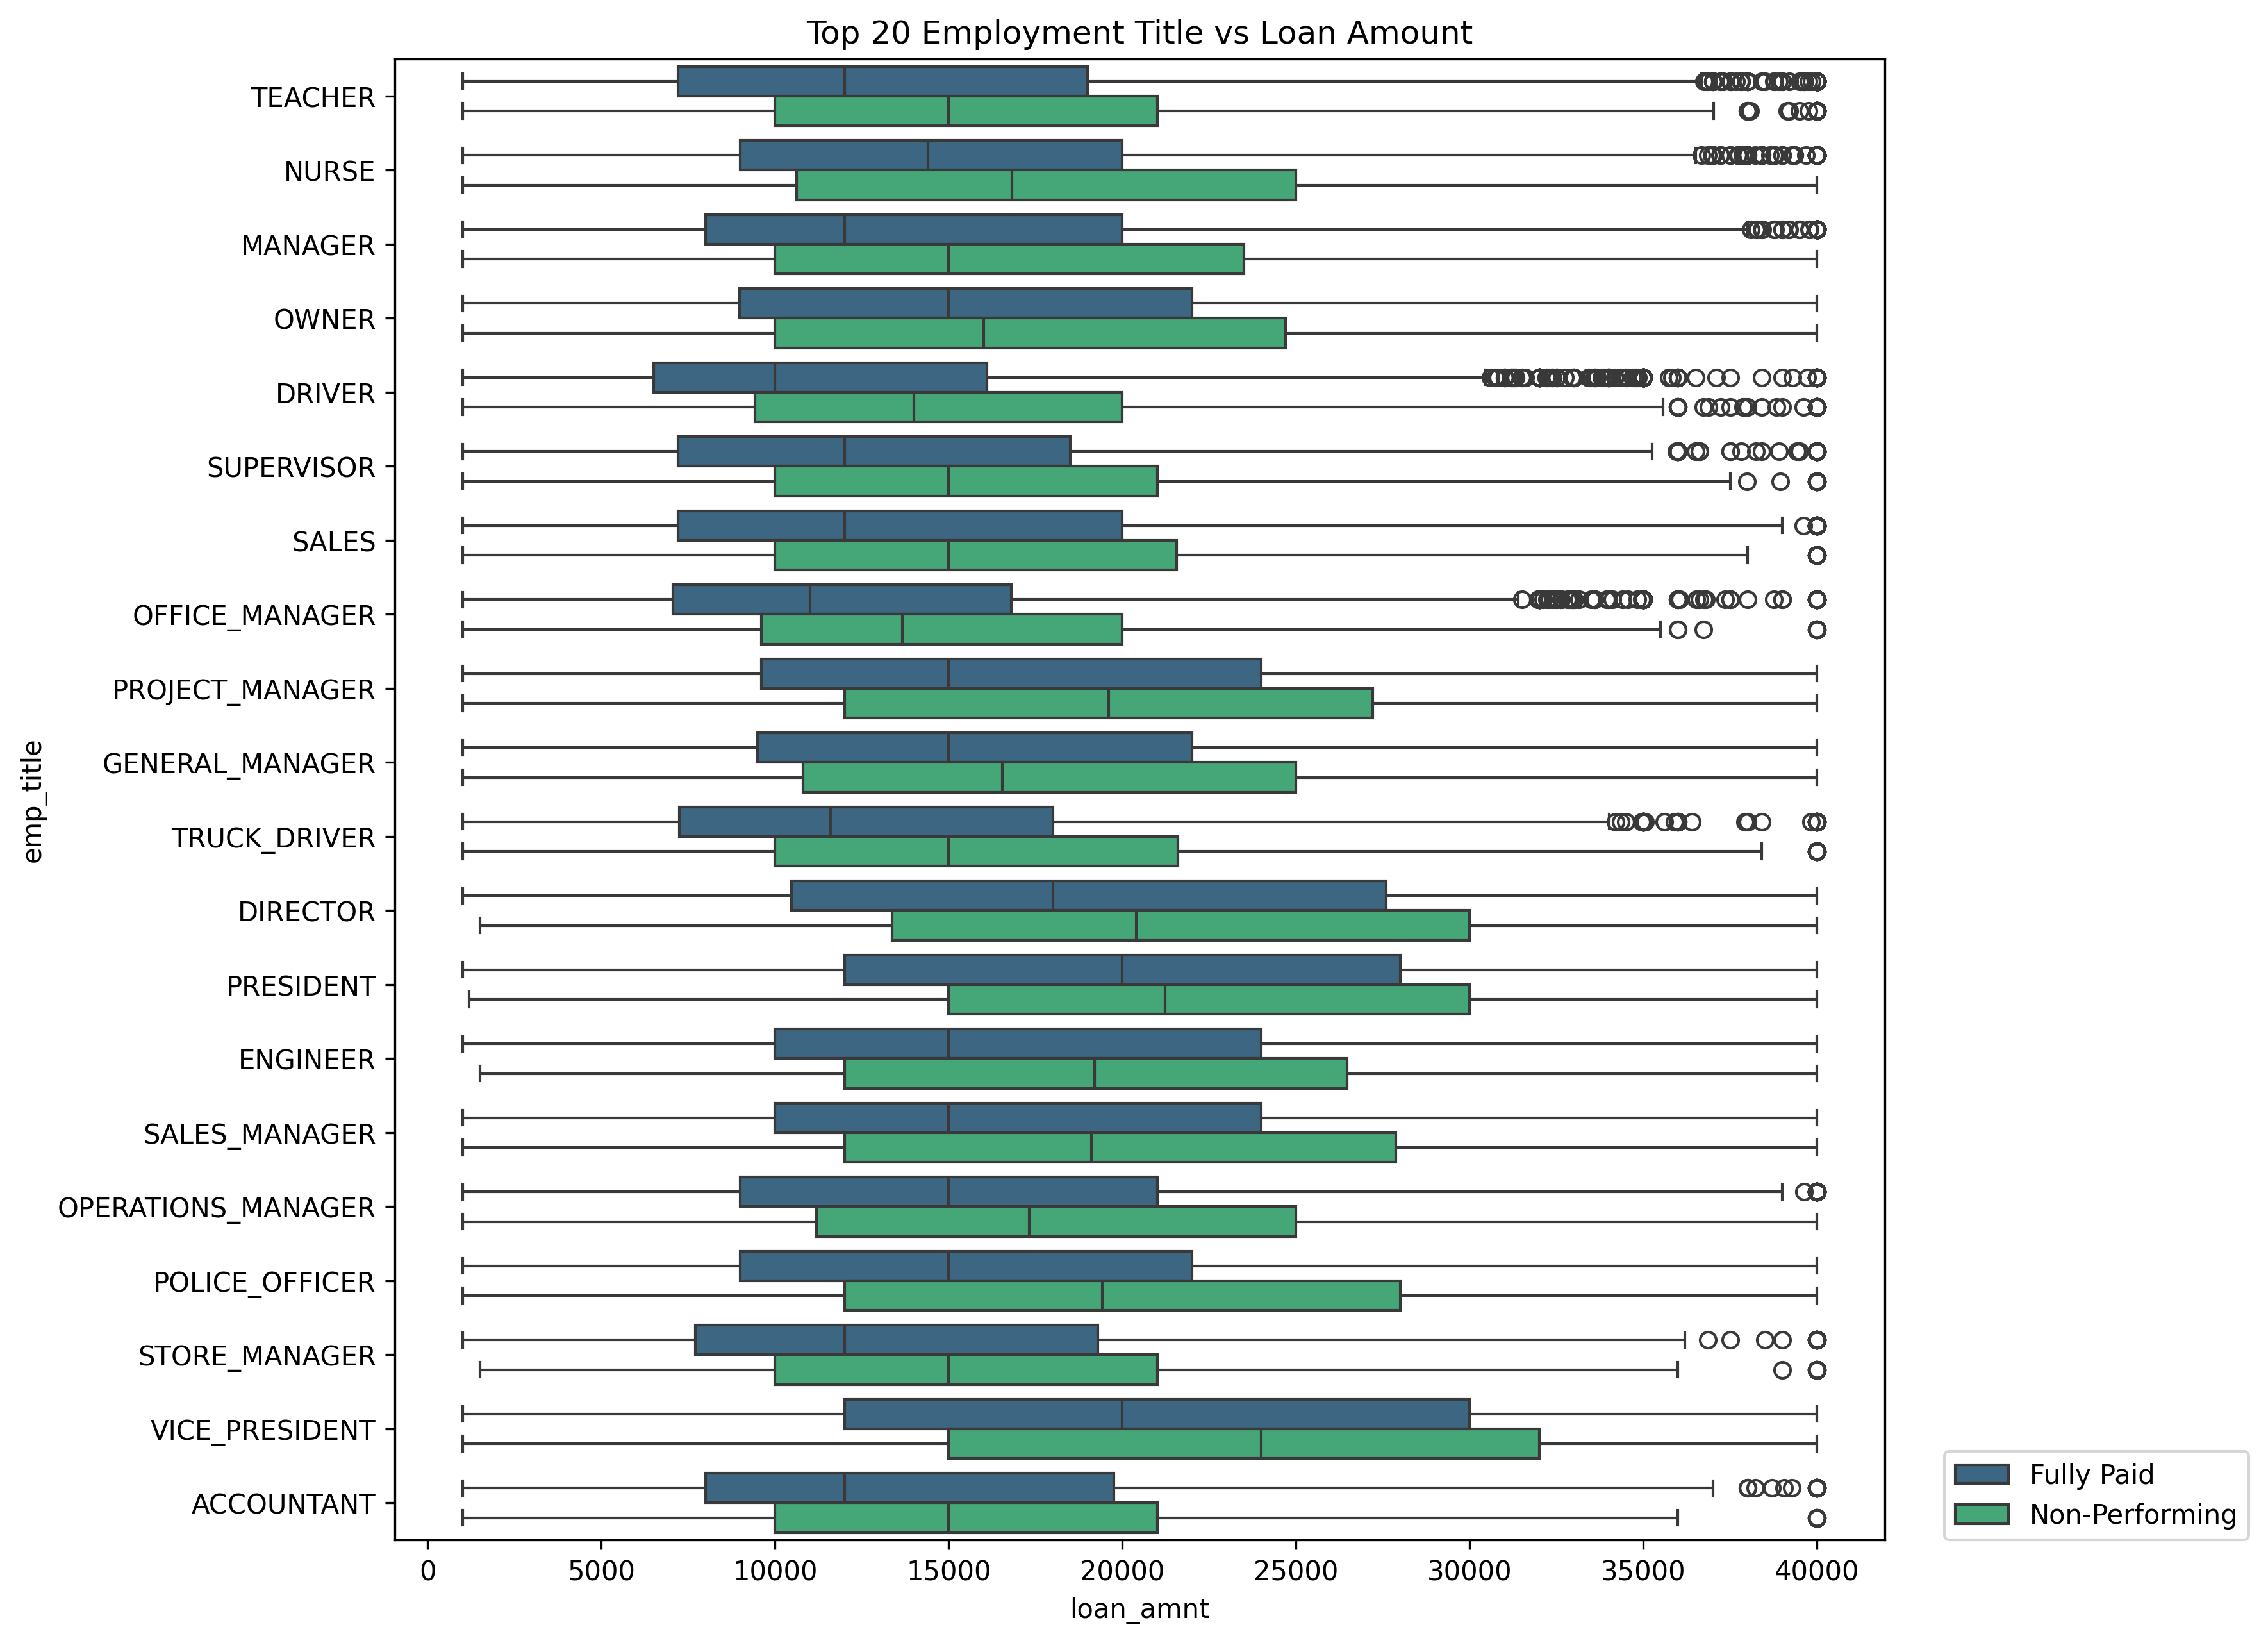 Top 20 Employment Title vs Loan Amount
emp_title
TEACHER
NURSE
MANAGER
OWNER
DRIVER
SUPERVISOR
SALES
OFFICE_MANAGER
PROJECT_MANAGER
GENERAL_MANAGER
TRUCK_DRIVER
DIRECTOR
PRESIDENT
ENGINEER
SALES_MANAGER
OPERATIONS_MANAGER
POLICE_OFFICER
STORE_MANAGER
VICE_PRESIDENT
ACCOUNTANT
0 5000 10000 15000 20000 25000 30000 35000 40000
loan_amnt
Fully Paid
Non-Performing